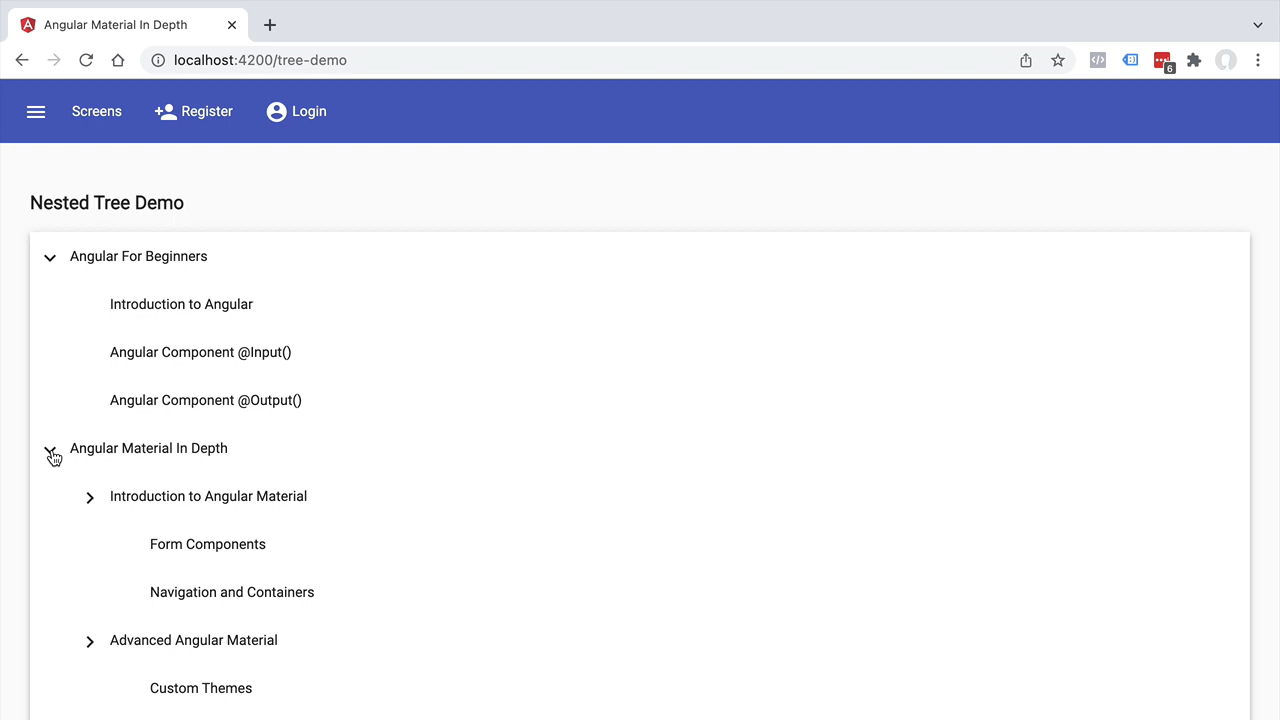 Angular Material In Depth
localhost:4200/tree-demo
6
Screens Register Login
Nested Tree Demo
Angular For Beginners
Introduction to Angular
Angular Component @Input()
Angular Component @Output()
Angular Material In Depth
Introduction to Angular Material
Form Components
Navigation and Containers
Advanced Angular Material
Custom Themes